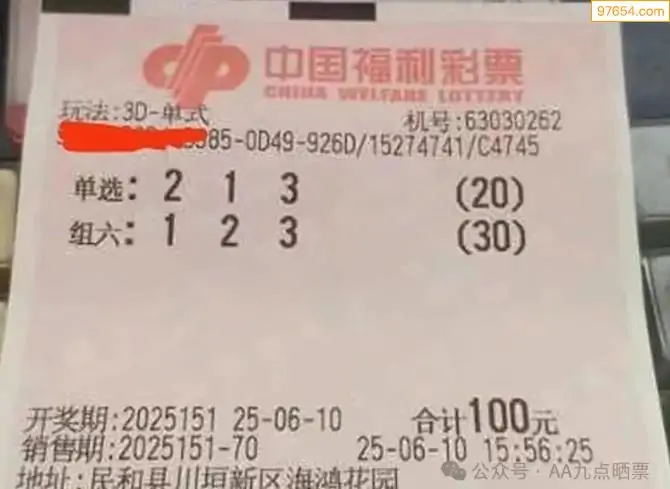 97654.com
中国福利彩票
CHINA WELFARE LOTTERY
玩法:3D-单式
机号:63030262
85-0D49-926D/15274741/C4745
单选: 2 1 3 (20)
组六: 1 2 3 (30)
开奖期:2025151 25-06-10 合计100元
销售期:2025151-70 25-06-10 15:56:25
地址: 民和县川垣新区海鸿花园
公众号 · AA九点晒票